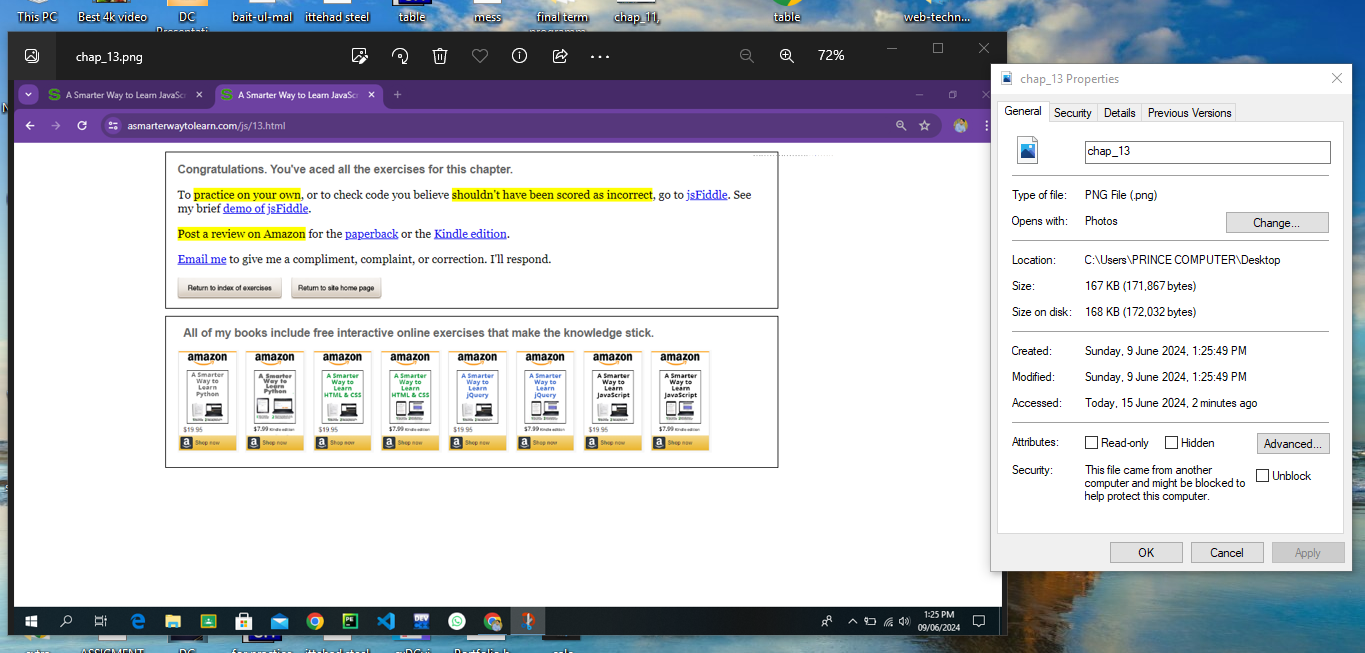 This PC
Best 4k video
DC
bait-ul-mal
ittehad steel
table
mess
final term
chap_11,
table
web-techn...
chap_13.png
72%
A Smarter Way to Learn JavaSc
A Smarter Way to Learn JavaSc
asmarterwaytolearn.com/js/13.html
Congratulations. You've aced all the exercises for this chapter.
To practice on your own, or to check code you believe shouldn't have been scored as incorrect, go to jsFiddle. See
my brief demo of jsFiddle.
Post a review on Amazon for the paperback or the Kindle edition.
Email me to give me a compliment, complaint, or correction. I'll respond.
Return to index of exercises
Return to site home page
All of my books include free interactive online exercises that make the knowledge stick.
amazon
A Smarter
Way to
Learn
Python
$19.95
Shop now
amazon
A Smarter
Way to
Learn
Python
$7.99 Kindle edition
Shop now
amazon
A Smarter
Way to
Learn
HTML & CSS
$19.95
Shop now
amazon
A Smarter
Way to
Learn
HTML & CSS
$7.99 Kindle edition
Shop now
amazon
A Smarter
Way to
Learn
jQuery
$19.95
Shop now
amazon
A Smarter
Way to
Learn
jQuery
$7.99 Kindle edition
Shop now
amazon
A Smarter
Way to
Learn
JavaScript
$19.95
Shop now
amazon
A Smarter
Way to
Learn
JavaScript
$7.99 Kindle edition
Shop now
1:25 PM
09/06/2024
chap_13 Properties
General
Security
Details
Previous Versions
chap_13
Type of file: PNG File (.png)
Opens with: Photos
Change...
Location: C:\Users\PRINCE COMPUTER\Desktop
Size: 167 KB (171,867 bytes)
Size on disk: 168 KB (172,032 bytes)
Created: Sunday, 9 June 2024, 1:25:49 PM
Modified: Sunday, 9 June 2024, 1:25:49 PM
Accessed: Today, 15 June 2024, 2 minutes ago
Attributes: Read-only Hidden Advanced...
Security: This file came from another
computer and might be blocked to
help protect this computer.
Unblock
OK
Cancel
Apply